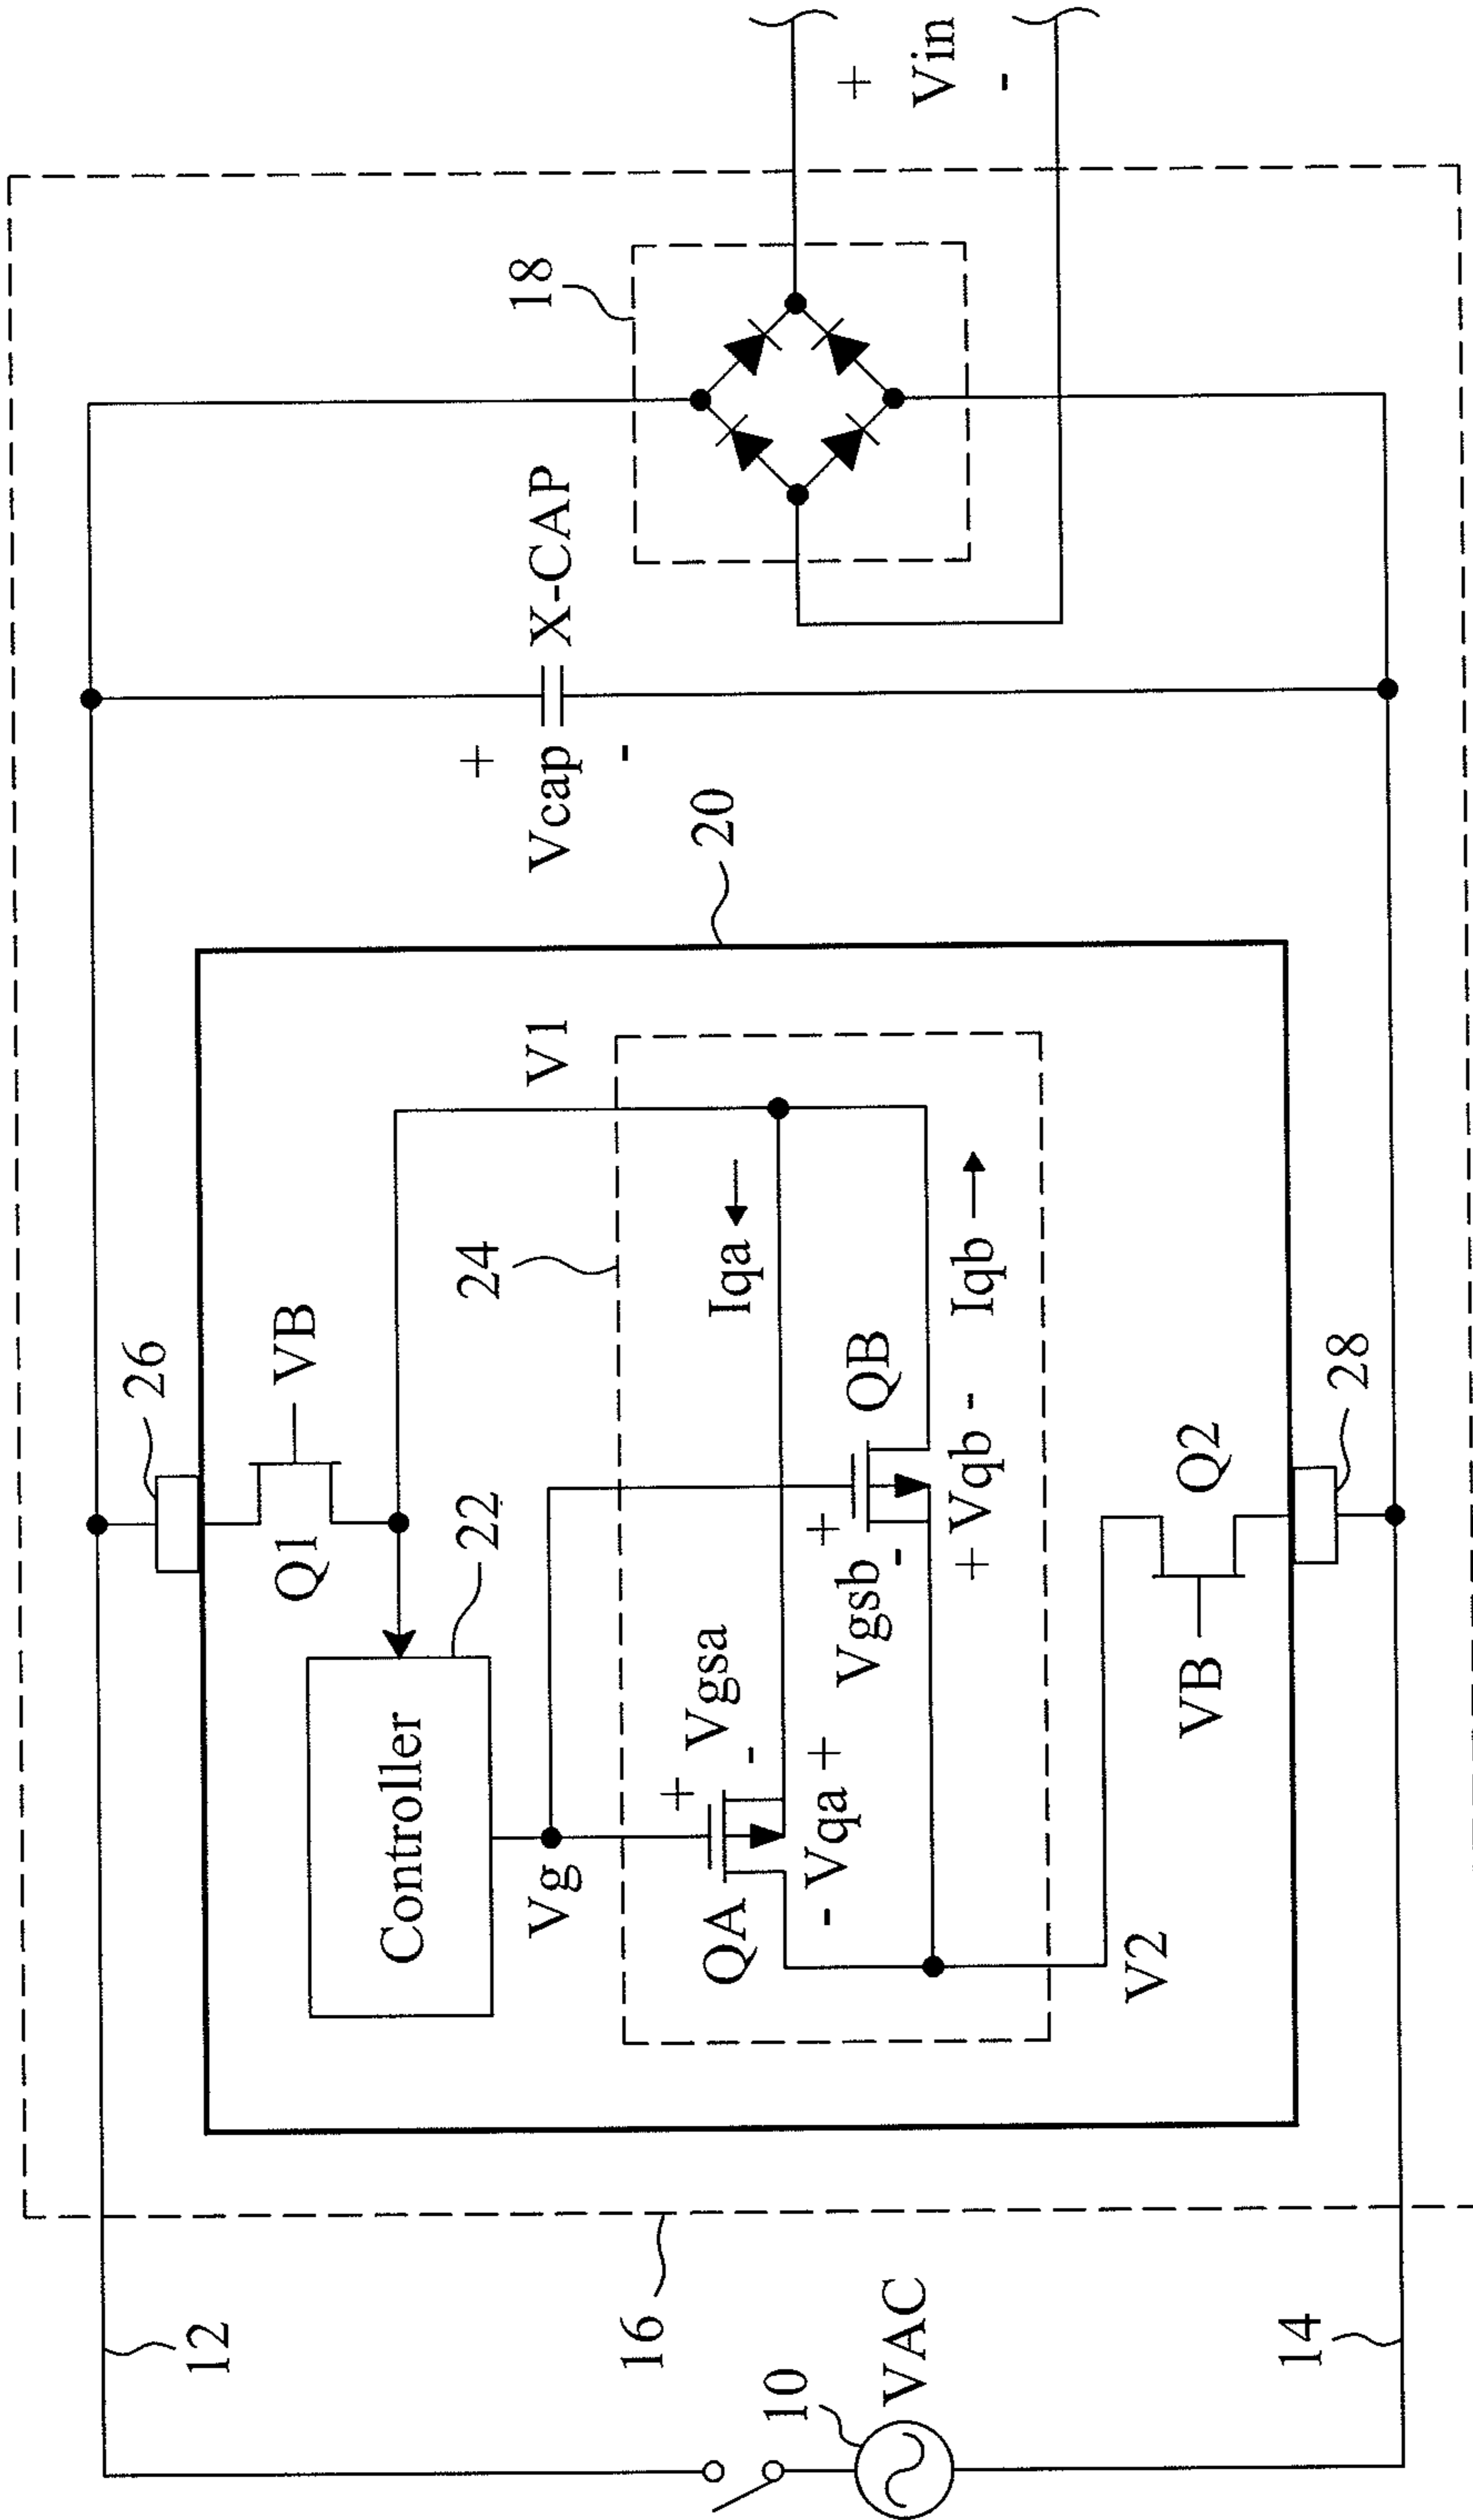 12
16
10
VAC
14
26
Q1
VB
Controller
22
Vg
24
V1
QA
+ Vgsa -
- Vqa +
Iqa
QB
+ Vgsb -
+ Vqb -
Iqb
V2
VB
Q2
28
20
+ Vcap -
X-CAP
18
+ Vin -